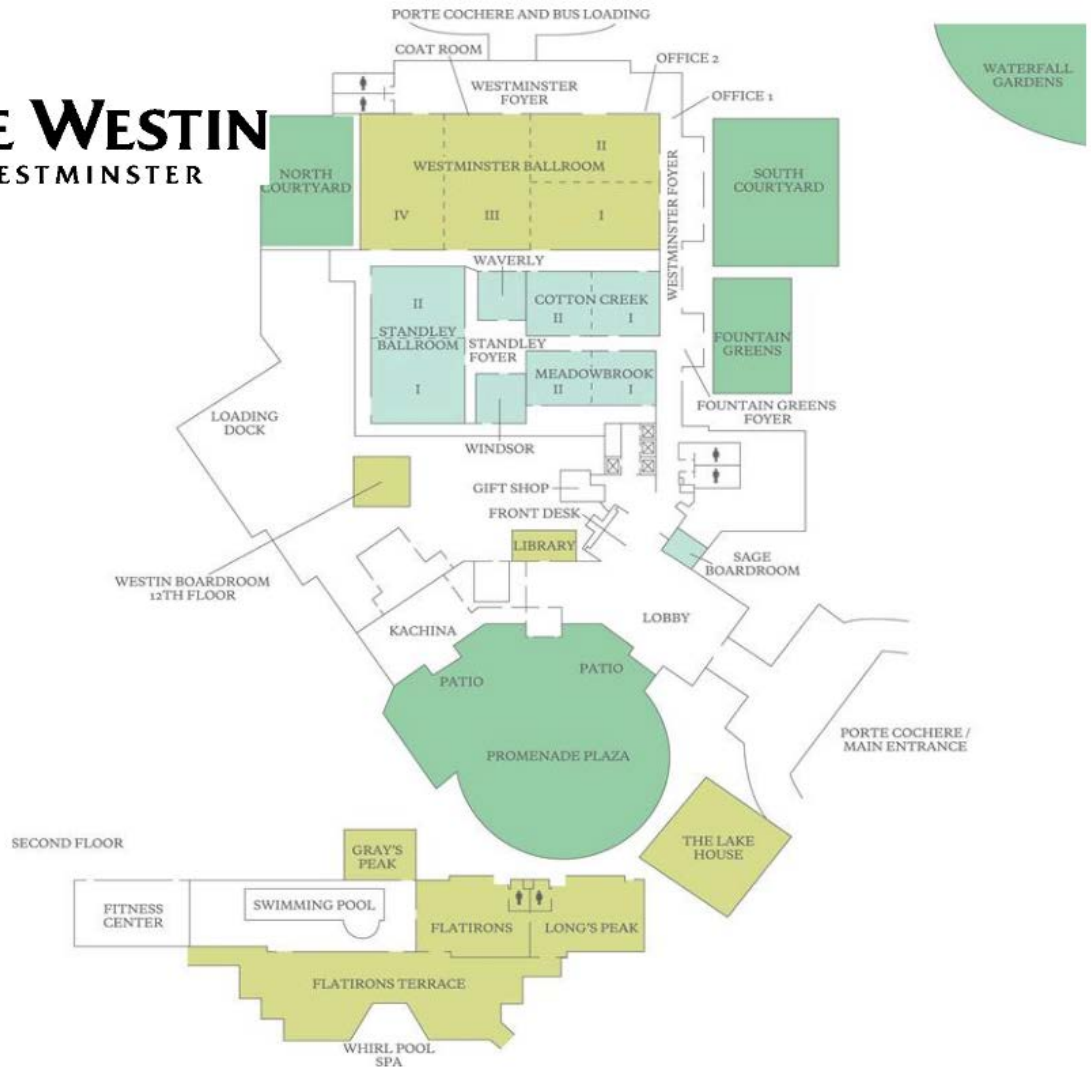 PORTE COCHERE AND BUS LOADING
COAT ROOM
OFFICE 2
WESTMINSTER
FOYER
OFFICE 1
WATERFALL
GARDENS
E WESTIN
ESTMINSTER
NORTH
COURTYARD
WESTMINSTER BALLROOM
II
IV
III
I
WESTMINSTER FOYER
SOUTH
COURTYARD
WAVERLY
II
STANDLEY
BALLROOM
I
COTTON CREEK
II
I
STANDLEY
FOYER
MEADOWBROOK
II
I
FOUNTAIN
GREENS
FOUNTAIN GREENS
FOYER
LOADING
DOCK
WINDSOR
GIFT SHOP
FRONT DESK
LIBRARY
SAGE
BOARDROOM
WESTIN BOARDROOM
12TH FLOOR
KACHINA
LOBBY
PATIO
PATIO
PROMENADE PLAZA
PORTE COCHERE /
MAIN ENTRANCE
SECOND FLOOR
GRAY'S
PEAK
THE LAKE
HOUSE
FITNESS
CENTER
SWIMMING POOL
FLATIRONS
LONG'S PEAK
FLATIRONS TERRACE
WHIRL POOL
SPA